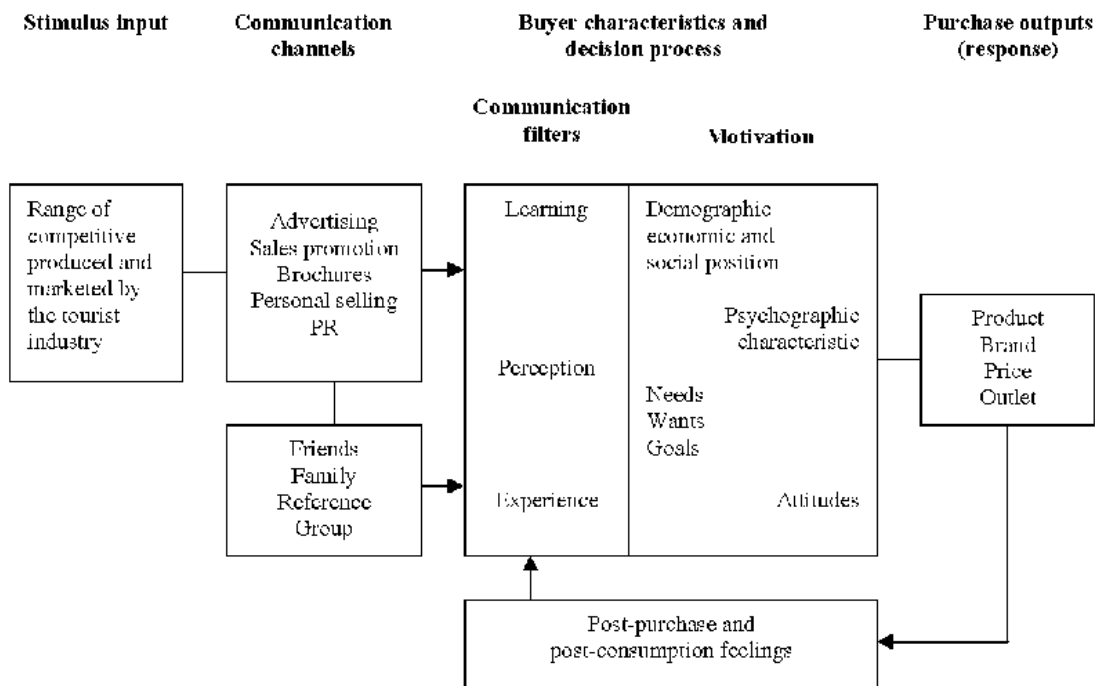 Stimulus input
Communication
channels
Buyer characteristics and
decision process
Purchase outputs
(response)
Communication
filters
Motivation
Range of
competitive
produced and
marketed by
the tourist
industry
Advertising
Sales promotion
Brochures
Personal selling
PR
Friends
Family
Reference
Group
Learning
Perception
Experience
Demographic
economic and
social position
Psychographic
characteristic
Needs
Wants
Goals
Attitudes
Product
Brand
Price
Outlet
Post-purchase and
post-consumption feelings